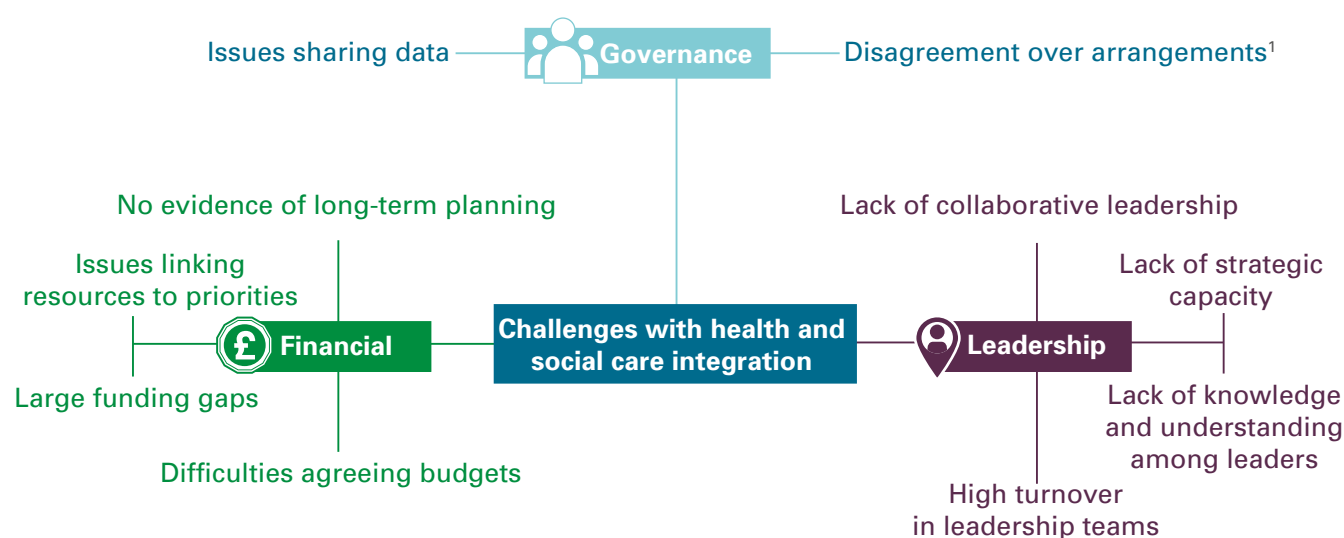 Issues sharing data
Governance
Disagreement over arrangements¹
No evidence of long-term planning
Issues linking
resources to priorities
£
Financial
Large funding gaps
Difficulties agreeing budgets
Challenges with health and
social care integration
Lack of collaborative leadership
Lack of strategic
capacity
Leadership
Lack of knowledge
and understanding
among leaders
High turnover
in leadership teams